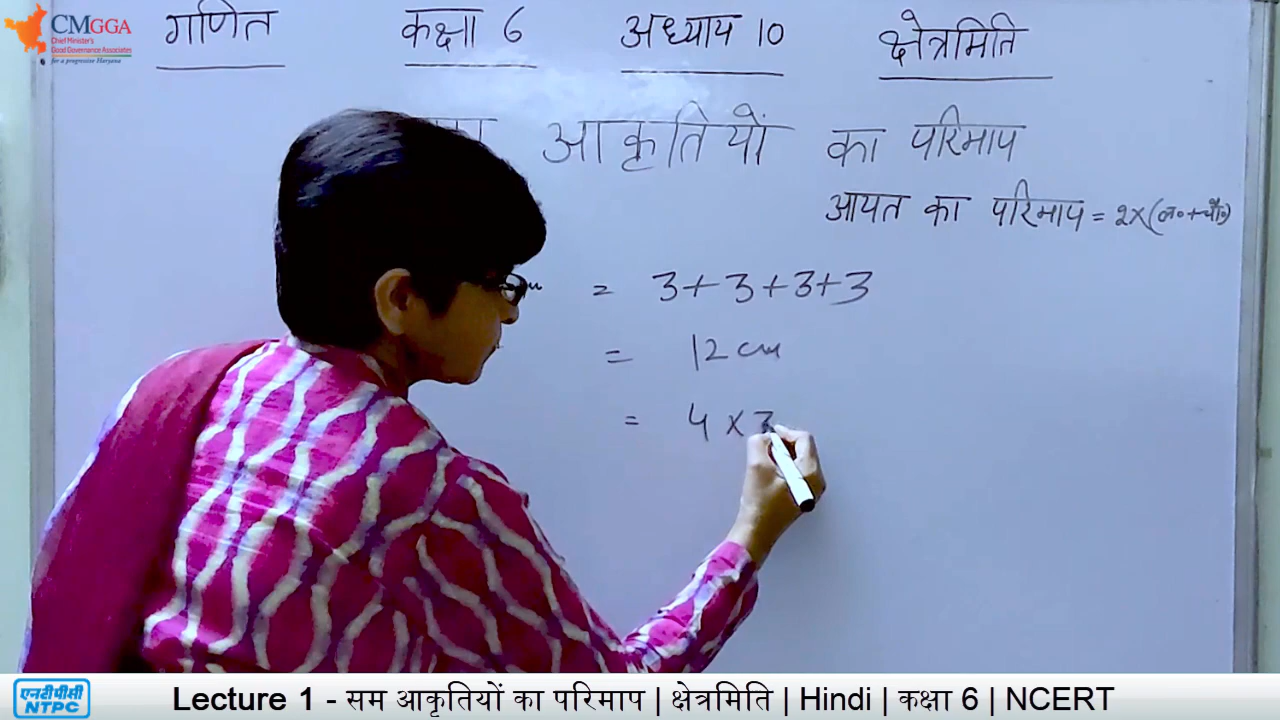 CMGGA
Chief Minister's
Good Governance Associates
for a progressive Haryana
गणित कक्षा 6 अध्याय 10 क्षेत्रमिति
आकृतियों का परिमाप
आयत का परिमाप = 2x(ल०+चौ०)
= 3+3+3+3
= 12 cm
= 4 x 3
एनटीपीसी
NTPC
Lecture 1 - सम आकृतियों का परिमाप | क्षेत्रमिति | Hindi | कक्षा 6 | NCERT